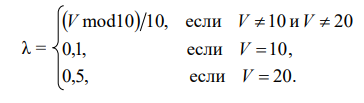 (V mod10)/10, если V ≠ 10 и V ≠ 20
λ = { 0,1, если V = 10,
0,5, если V = 20.